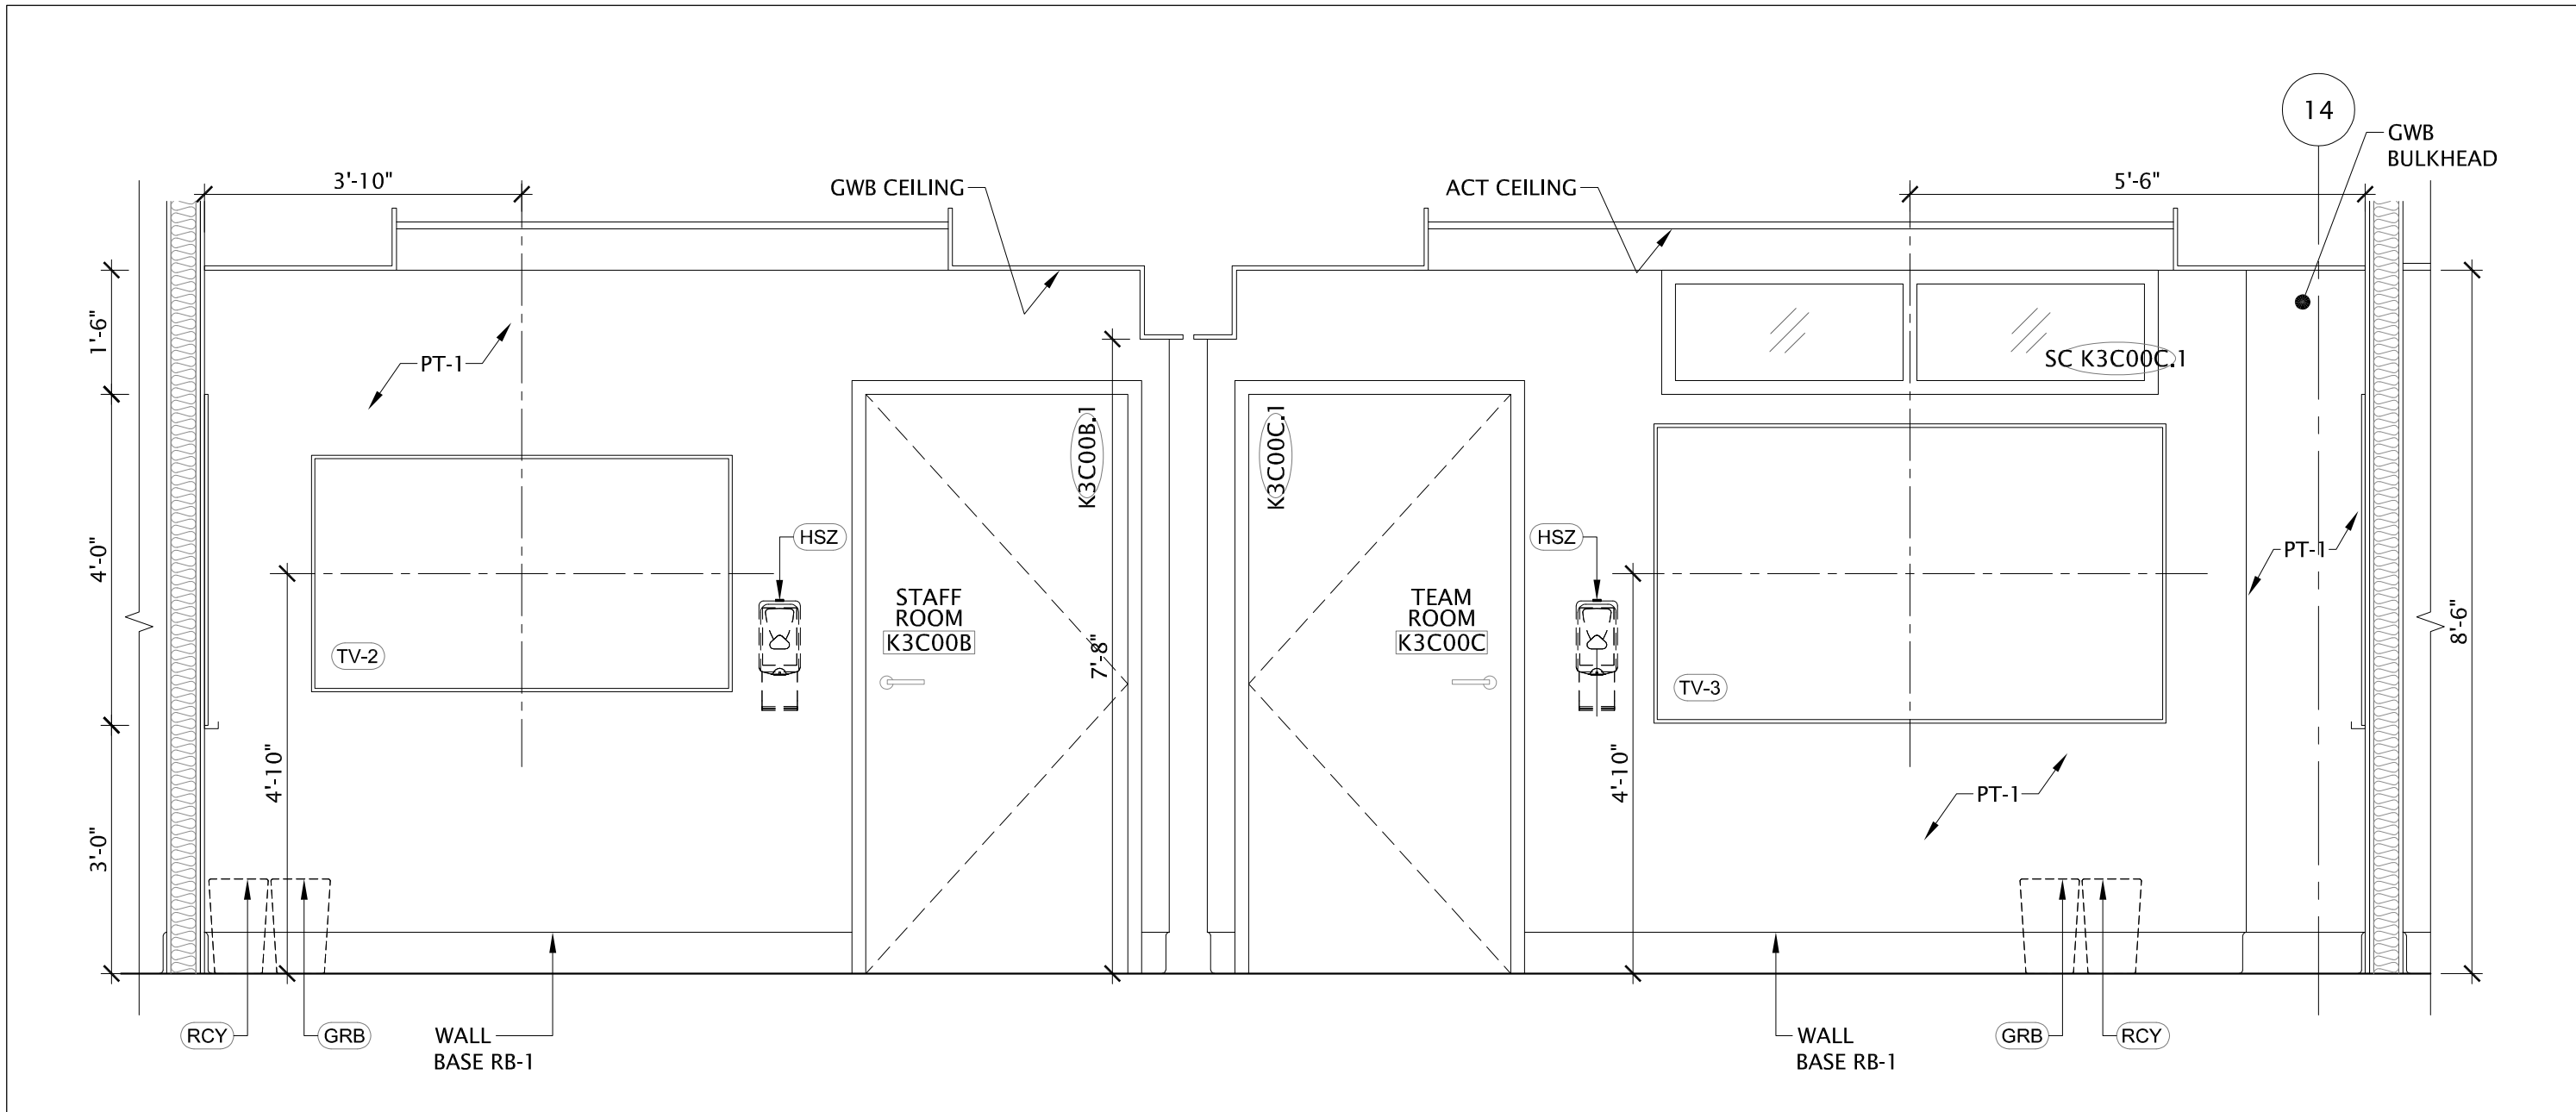 14
GWB
BULKHEAD
3'-10"
GWB CEILING
ACT CEILING
5'-6"
1'-6"
PT-1
SC K3C00C.1
K3C00B.1
K3C00C.1
4'-0"
HSZ
HSZ
PT-1
STAFF
ROOM
K3C00B
TEAM
ROOM
K3C00C
8'-6"
TV-2
7'-8"
TV-3
4'-10"
4'-10"
PT-1
3'-0"
RCY
GRB
WALL
BASE RB-1
WALL
BASE RB-1
GRB
RCY